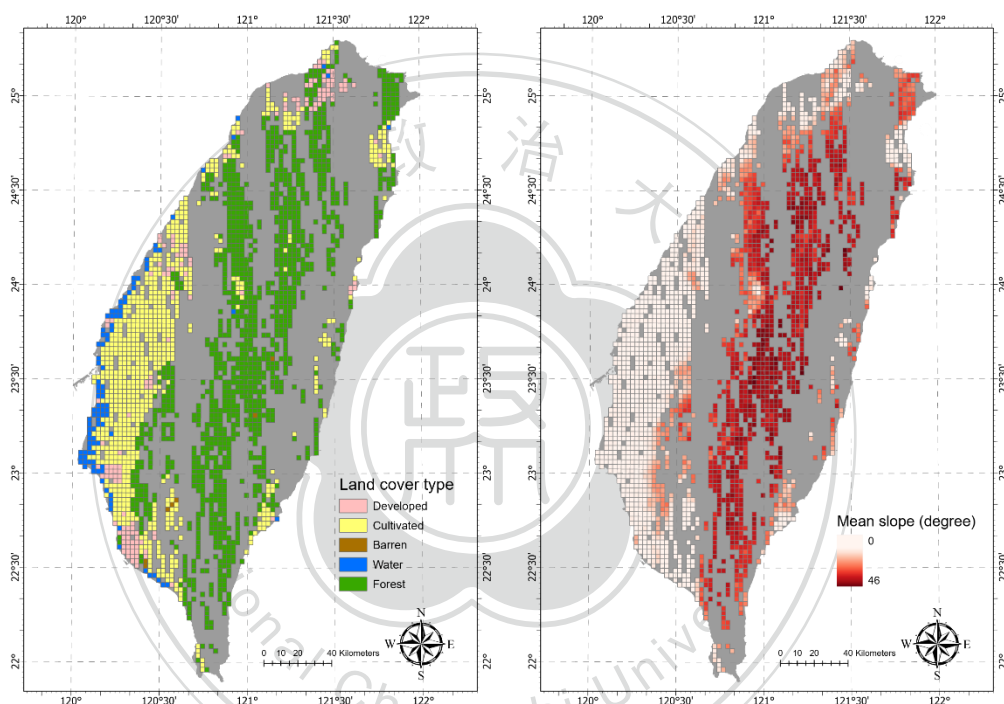 120° 120°30' 121° 121°30' 122°
120° 120°30' 121° 121°30' 122°
25° 25°
24°30' 24°30'
24° 24°
23°30' 23°30'
23° 23°
22°30' 22°30'
22° 22°
Land cover type
Developed
Cultivated
Barren
Water
Forest
N
W E
S
0 10 20 40 Kilometers
Mean slope (degree)
0
46
N
W E
S
0 10 20 40 Kilometers
120° 120°30' 121° 121°30' 122°
120° 120°30' 121° 121°30' 122°
政 治 大
政